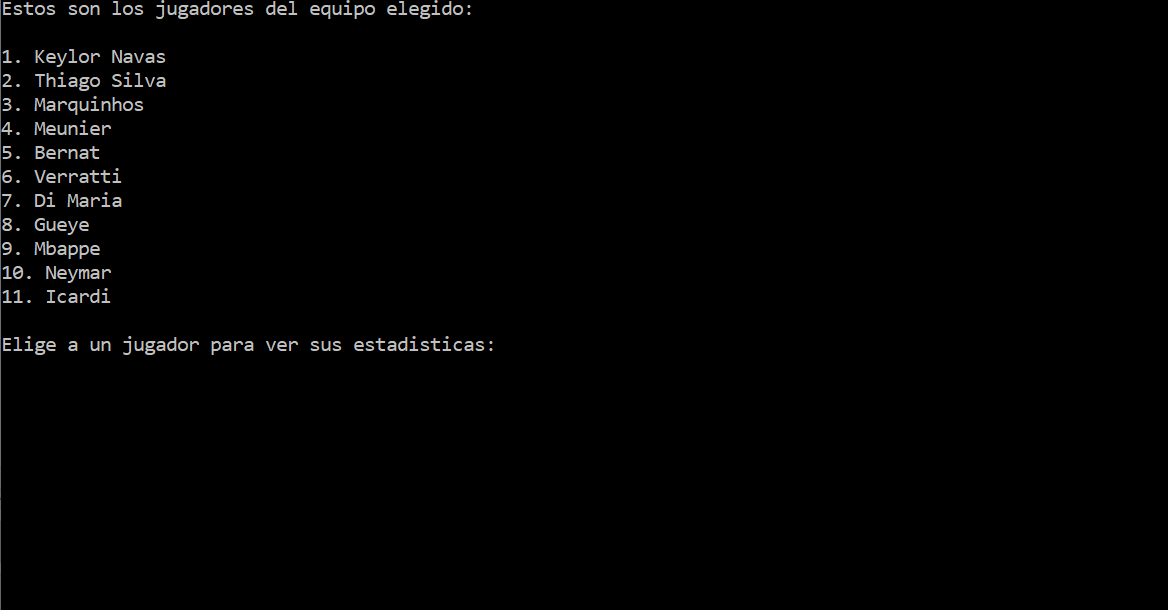 Estos son los jugadores del equipo elegido:
1. Keylor Navas
2. Thiago Silva
3. Marquinhos
4. Meunier
5. Bernat
6. Verratti
7. Di Maria
8. Gueye
9. Mbappe
10. Neymar
11. Icardi
Elige a un jugador para ver sus estadisticas: